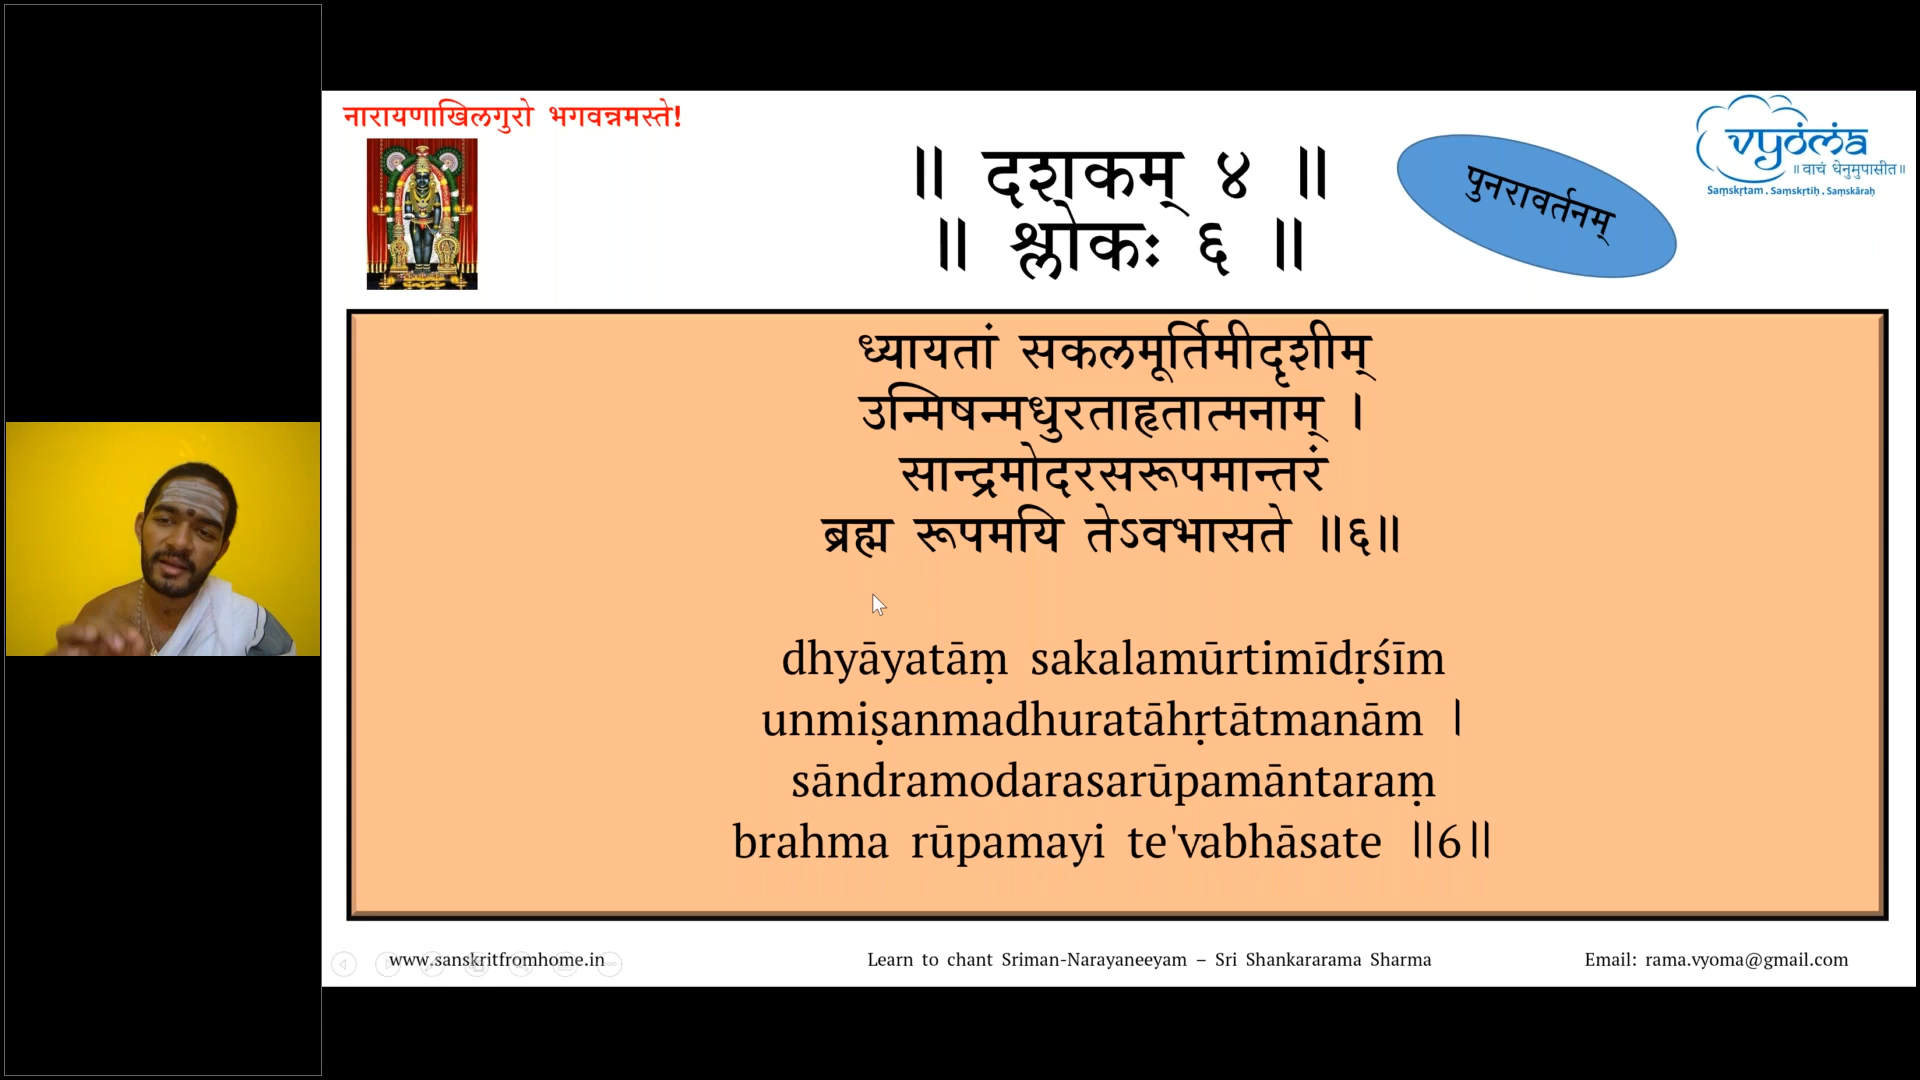 नारायणाखिलगुरो भगवन्नमस्ते!
॥ दशकम् ४ ॥
॥ श्लोकः ६ ॥
पुनरावर्तनम्
vyoma
॥ वाचं धेनुमुपासीत॥
Saṃskṛtam . Saṃskṛtiḥ . Saṃskāraḥ
ध्यायतां सकलमूर्तिमीदृशीम्
उन्मिषन्मधुरताहृतात्मनाम् ।
सान्द्रमोदरसरूपमान्तरं
ब्रह्म रूपमयि तेऽवभासते ॥६॥
dhyāyatāṃ sakalamūrtimīdṛśīm
unmiṣanmadhuratāhṛtātmanām |
sāndramodarasarūpamāntaraṃ
brahma rūpamayi te'vabhāsate ||6||
www.sanskritfromhome.in
Learn to chant Sriman-Narayaneeyam – Sri Shankararama Sharma
Email: rama.vyoma@gmail.com